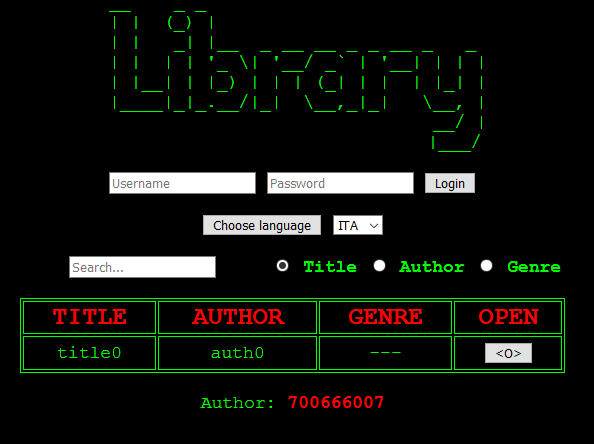 Library
Username Password Login
Choose language ITA
Search... Title Author Genre
TITLE AUTHOR GENRE OPEN
title0 auth0 --- <O>
Author: 700666007